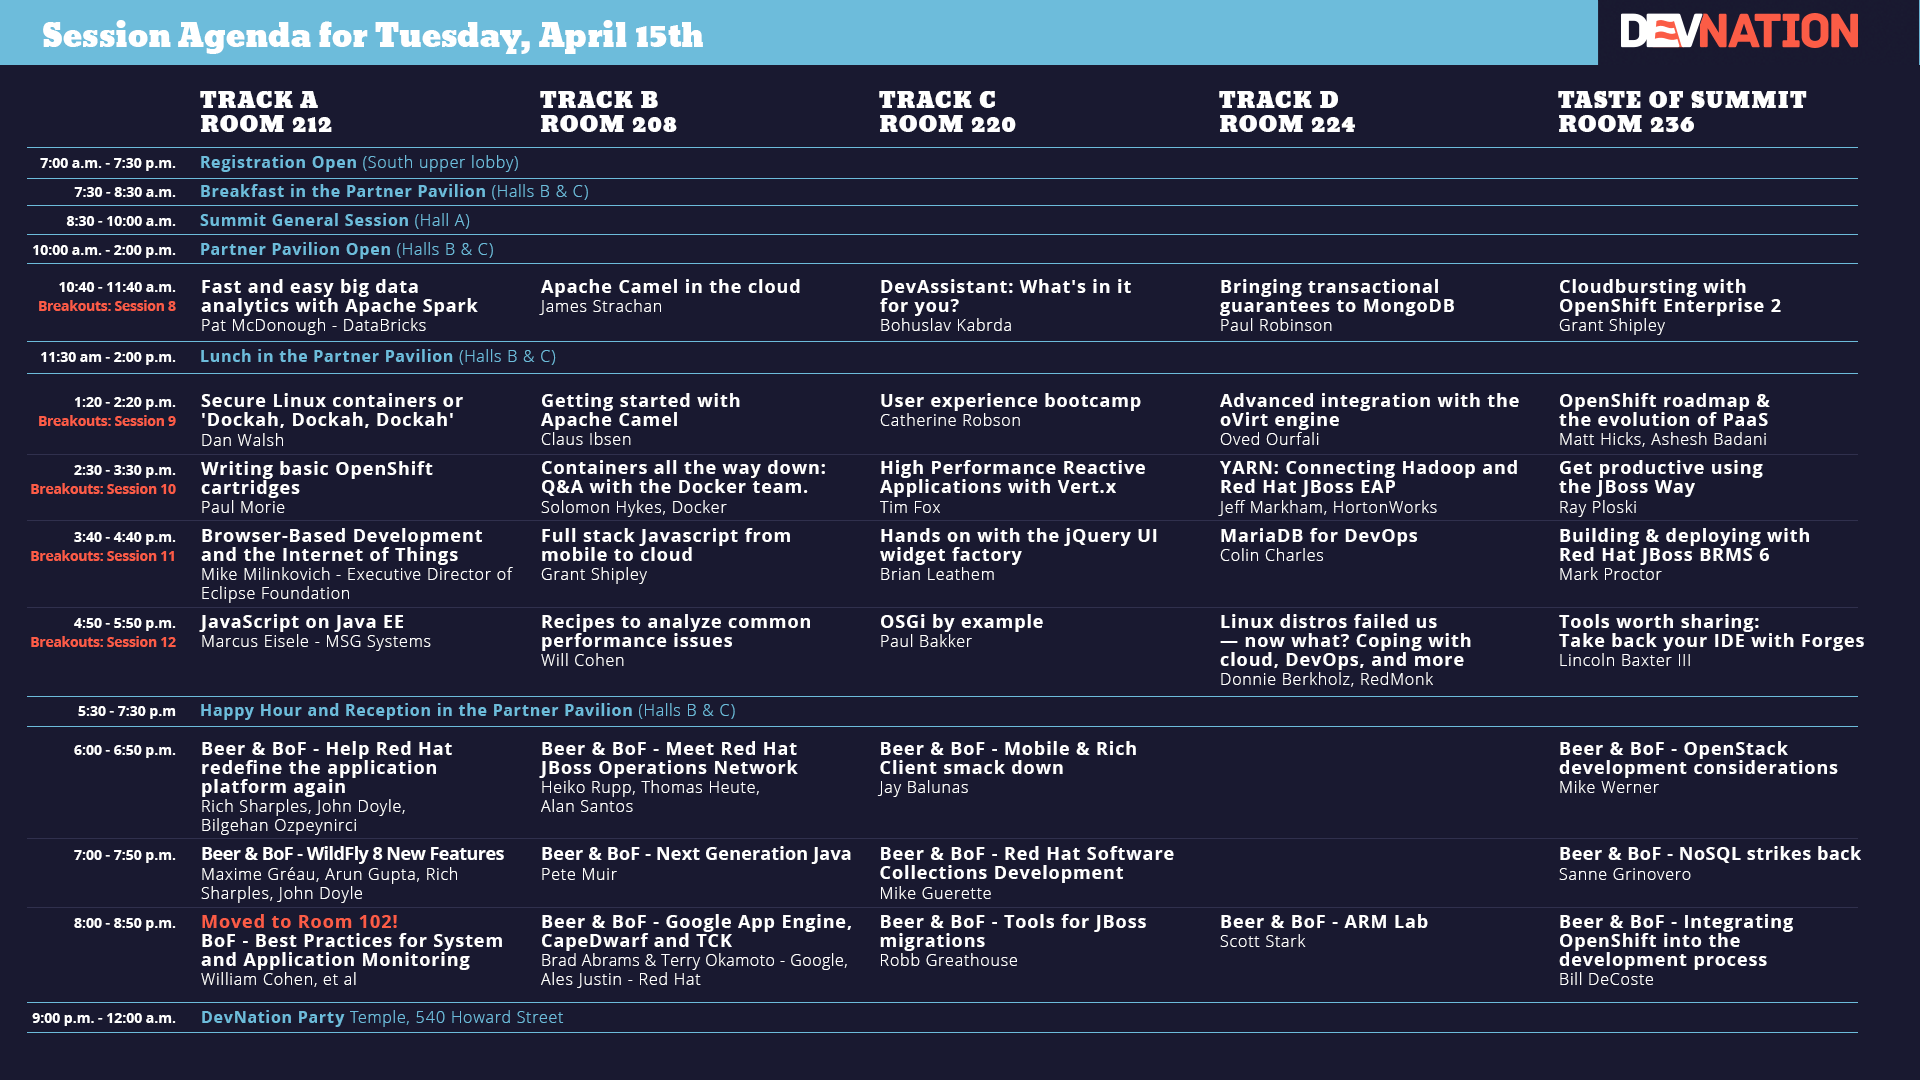 Session Agenda for Tuesday, April 15th
DEVNATION
TRACK A
ROOM 212
TRACK B
ROOM 208
TRACK C
ROOM 220
TRACK D
ROOM 224
TASTE OF SUMMIT
ROOM 236
7:00 a.m. - 7:30 p.m.
Registration Open (South upper lobby)
7:30 - 8:30 a.m.
Breakfast in the Partner Pavilion (Halls B & C)
8:30 - 10:00 a.m.
Summit General Session (Hall A)
10:00 a.m. - 2:00 p.m.
Partner Pavilion Open (Halls B & C)
10:40 - 11:40 a.m.
Breakouts: Session 8
Fast and easy big data
analytics with Apache Spark
Pat McDonough - DataBricks
Apache Camel in the cloud
James Strachan
DevAssistant: What's in it
for you?
Bohuslav Kabrda
Bringing transactional
guarantees to MongoDB
Paul Robinson
Cloudbursting with
OpenShift Enterprise 2
Grant Shipley
11:30 am - 2:00 p.m.
Lunch in the Partner Pavilion (Halls B & C)
1:20 - 2:20 p.m.
Breakouts: Session 9
Secure Linux containers or
'Dockah, Dockah, Dockah'
Dan Walsh
Getting started with
Apache Camel
Claus Ibsen
User experience bootcamp
Catherine Robson
Advanced integration with the
oVirt engine
Oved Ourfali
OpenShift roadmap &
the evolution of PaaS
Matt Hicks, Ashesh Badani
2:30 - 3:30 p.m.
Breakouts: Session 10
Writing basic OpenShift
cartridges
Paul Morie
Containers all the way down:
Q&A with the Docker team.
Solomon Hykes, Docker
High Performance Reactive
Applications with Vert.x
Tim Fox
YARN: Connecting Hadoop and
Red Hat JBoss EAP
Jeff Markham, HortonWorks
Get productive using
the JBoss Way
Ray Ploski
3:40 - 4:40 p.m.
Breakouts: Session 11
Browser-Based Development
and the Internet of Things
Mike Milinkovich - Executive Director of
Eclipse Foundation
Full stack Javascript from
mobile to cloud
Grant Shipley
Hands on with the jQuery UI
widget factory
Brian Leathem
MariaDB for DevOps
Colin Charles
Building & deploying with
Red Hat JBoss BRMS 6
Mark Proctor
4:50 - 5:50 p.m.
Breakouts: Session 12
JavaScript on Java EE
Marcus Eisele - MSG Systems
Recipes to analyze common
performance issues
Will Cohen
OSGi by example
Paul Bakker
Linux distros failed us
— now what? Coping with
cloud, DevOps, and more
Donnie Berkholz, RedMonk
Tools worth sharing:
Take back your IDE with Forges
Lincoln Baxter III
5:30 - 7:30 p.m
Happy Hour and Reception in the Partner Pavilion (Halls B & C)
6:00 - 6:50 p.m.
Beer & BoF - Help Red Hat
redefine the application
platform again
Rich Sharples, John Doyle,
Bilgehan Ozpeynirci
Beer & BoF - Meet Red Hat
JBoss Operations Network
Heiko Rupp, Thomas Heute,
Alan Santos
Beer & BoF - Mobile & Rich
Client smack down
Jay Balunas
Beer & BoF - OpenStack
development considerations
Mike Werner
7:00 - 7:50 p.m.
Beer & BoF - WildFly 8 New Features
Maxime Gréau, Arun Gupta, Rich
Sharples, John Doyle
Beer & BoF - Next Generation Java
Pete Muir
Beer & BoF - Red Hat Software
Collections Development
Mike Guerette
Beer & BoF - NoSQL strikes back
Sanne Grinovero
8:00 - 8:50 p.m.
Moved to Room 102!
BoF - Best Practices for System
and Application Monitoring
William Cohen, et al
Beer & BoF - Google App Engine,
CapeDwarf and TCK
Brad Abrams & Terry Okamoto - Google,
Ales Justin - Red Hat
Beer & BoF - Tools for JBoss
migrations
Robb Greathouse
Beer & BoF - ARM Lab
Scott Stark
Beer & BoF - Integrating
OpenShift into the
development process
Bill DeCoste
9:00 p.m. - 12:00 a.m.
DevNation Party Temple, 540 Howard Street